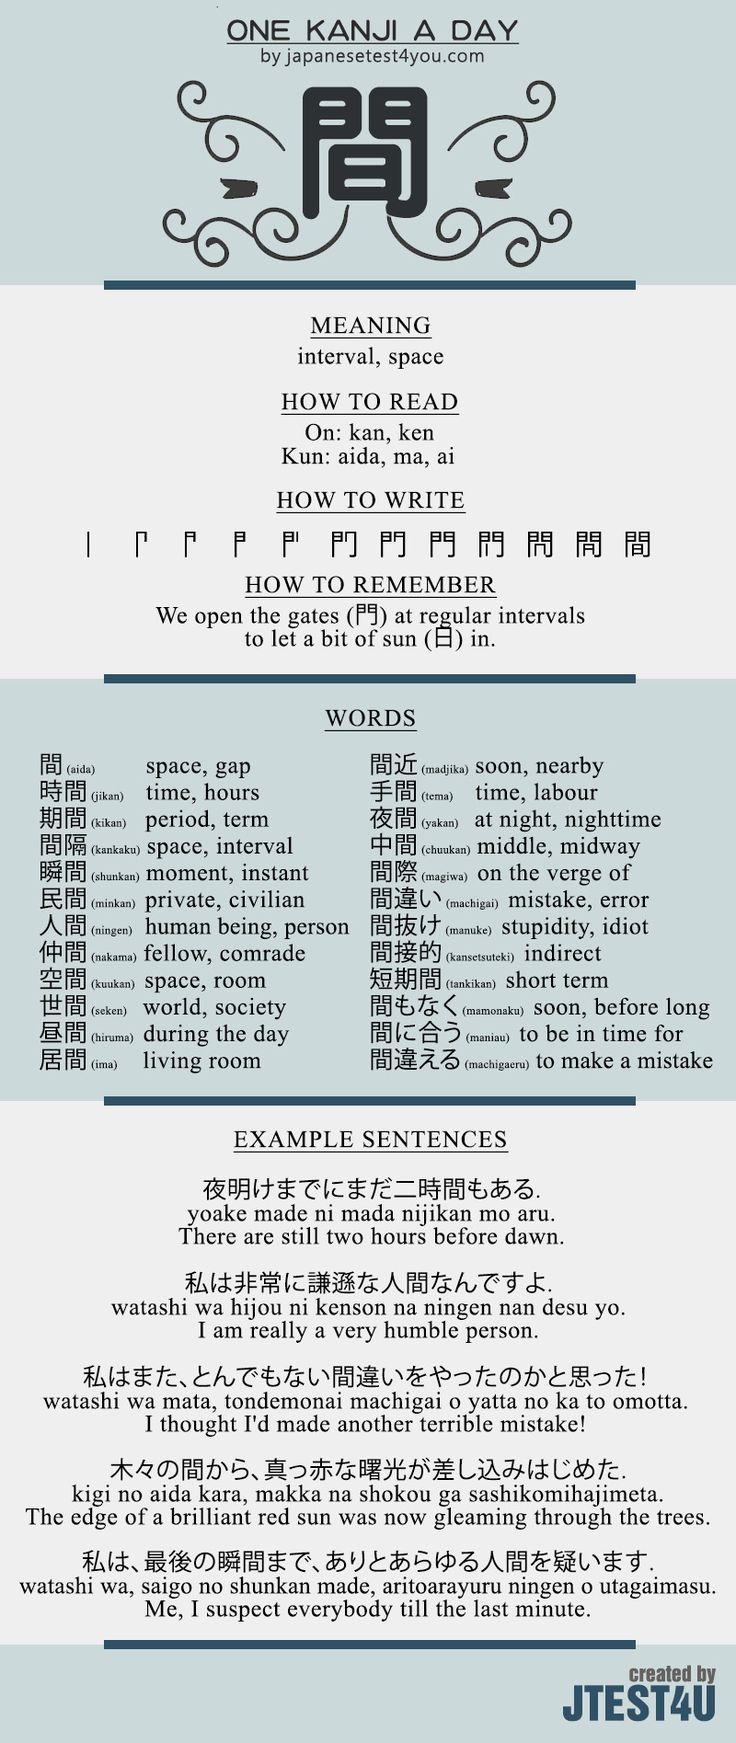 ONE KANJI A DAY
by japanesetest4you.com
間
MEANING
interval, space
HOW TO READ
On: kan, ken
Kun: aida, ma, ai
HOW TO WRITE
間
HOW TO REMEMBER
We open the gates (門) at regular intervals
to let a bit of sun (日) in.
WORDS
間 (aida) space, gap
時間 (jikan) time, hours
期間 (kikan) period, term
間隔 (kankaku) space, interval
瞬間 (shunkan) moment, instant
民間 (minkan) private, civilian
人間 (ningen) human being, person
仲間 (nakama) fellow, comrade
空間 (kuukan) space, room
世間 (seken) world, society
昼間 (hiruma) during the day
居間 (ima) living room
間近 (madjika) soon, nearby
手間 (tema) time, labour
夜間 (yakan) at night, nighttime
中間 (chuukan) middle, midway
間際 (magiwa) on the verge of
間違い (machigai) mistake, error
間抜け (manuke) stupidity, idiot
間接的 (kansetsuteki) indirect
短期間 (tankikan) short term
間もなく (mamonaku) soon, before long
間に合う (maniau) to be in time for
間違える (machigaeru) to make a mistake
EXAMPLE SENTENCES
夜明けまでにまだ二時間もある.
yoake made ni mada nijikan mo aru.
There are still two hours before dawn.
私は非常に謙遜な人間なんですよ.
watashi wa hijou ni kenson na ningen nan desu yo.
I am really a very humble person.
私はまた、とんでもない間違いをやったのかと思った!
watashi wa mata, tondemonai machigai o yatta no ka to omotta.
I thought I'd made another terrible mistake!
木々の間から、真っ赤な曙光が差し込みはじめた.
kigi no aida kara, makka na shokou ga sashikomihajimeta.
The edge of a brilliant red sun was now gleaming through the trees.
私は、最後の瞬間まで、ありとあらゆる人間を疑います.
watashi wa, saigo no shunkan made, aritoarayuru ningen o utagaimasu.
Me, I suspect everybody till the last minute.
created by
JTEST4U